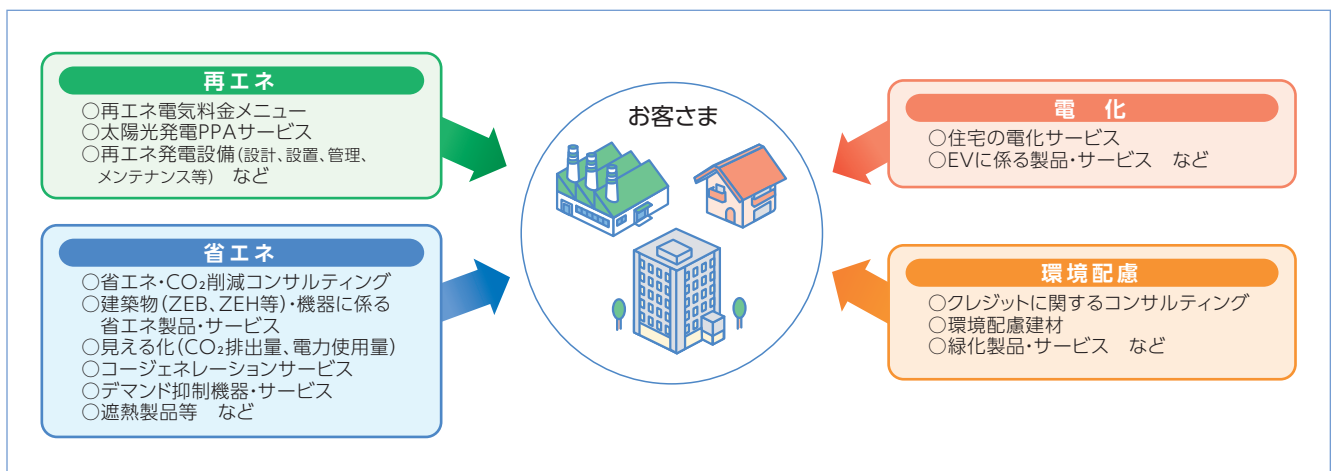 再エネ
○再エネ電気料金メニュー
○太陽光発電PPAサービス
○再エネ発電設備(設計、設置、管理、
メンテナンス等) など
省エネ
○省エネ・CO₂削減コンサルティング
○建築物(ZEB、ZEH等)・機器に係る
省エネ製品・サービス
○見える化(CO₂排出量、電力使用量)
○コージェネレーションサービス
○デマンド抑制機器・サービス
○遮熱製品等 など
お客さま
電 化
○住宅の電化サービス
○EVに係る製品・サービス など
環境配慮
○クレジットに関するコンサルティング
○環境配慮建材
○緑化製品・サービス など